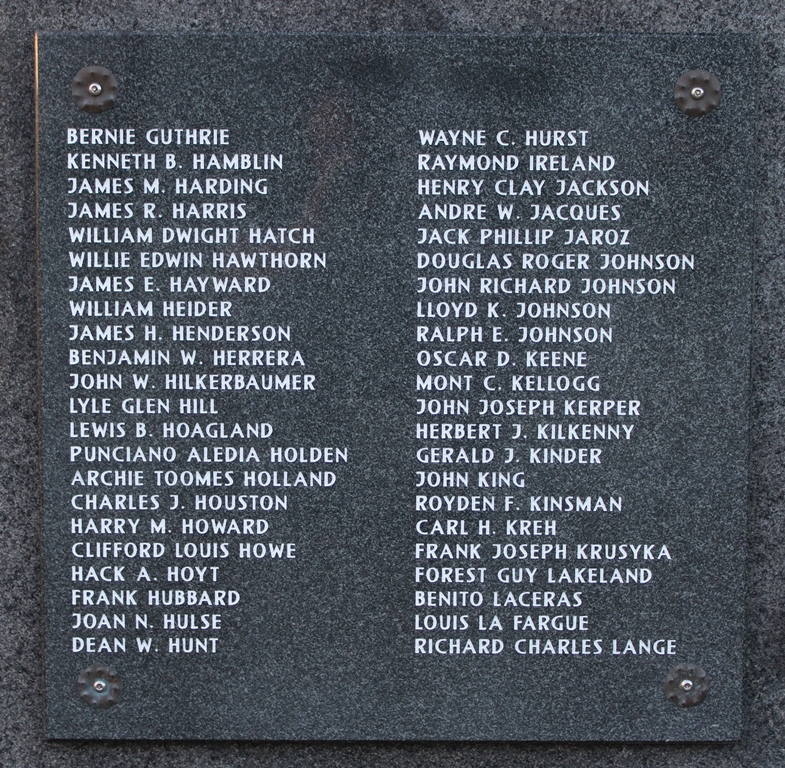 BERNIE GUTHRIE
KENNETH B. HAMBLIN
JAMES M. HARDING
JAMES R. HARRIS
WILLIAM DWIGHT HATCH
WILLIE EDWIN HAWTHORN
JAMES E. HAYWARD
WILLIAM HEIDER
JAMES H. HENDERSON
BENJAMIN W. HERRERA
JOHN W. HILKERBAUMER
LYLE GLEN HILL
LEWIS B. HOAGLAND
PUNCIANO ALEDIA HOLDEN
ARCHIE TOOMES HOLLAND
CHARLES J. HOUSTON
HARRY M. HOWARD
CLIFFORD LOUIS HOWE
HACK A. HOYT
FRANK HUBBARD
JOAN N. HULSE
DEAN W. HUNT
WAYNE C. HURST
RAYMOND IRELAND
HENRY CLAY JACKSON
ANDRE W. JACQUES
JACK PHILLIP JAROZ
DOUGLAS ROGER JOHNSON
JOHN RICHARD JOHNSON
LLOYD K. JOHNSON
RALPH E. JOHNSON
OSCAR D. KEENE
MONT C. KELLOGG
JOHN JOSEPH KERPER
HERBERT J. KILKENNY
GERALD J. KINDER
JOHN KING
ROYDEN F. KINSMAN
CARL H. KREH
FRANK JOSEPH KRUSYKA
FOREST GUY LAKELAND
BENITO LACERAS
LOUIS LA FARGUE
RICHARD CHARLES LANGE